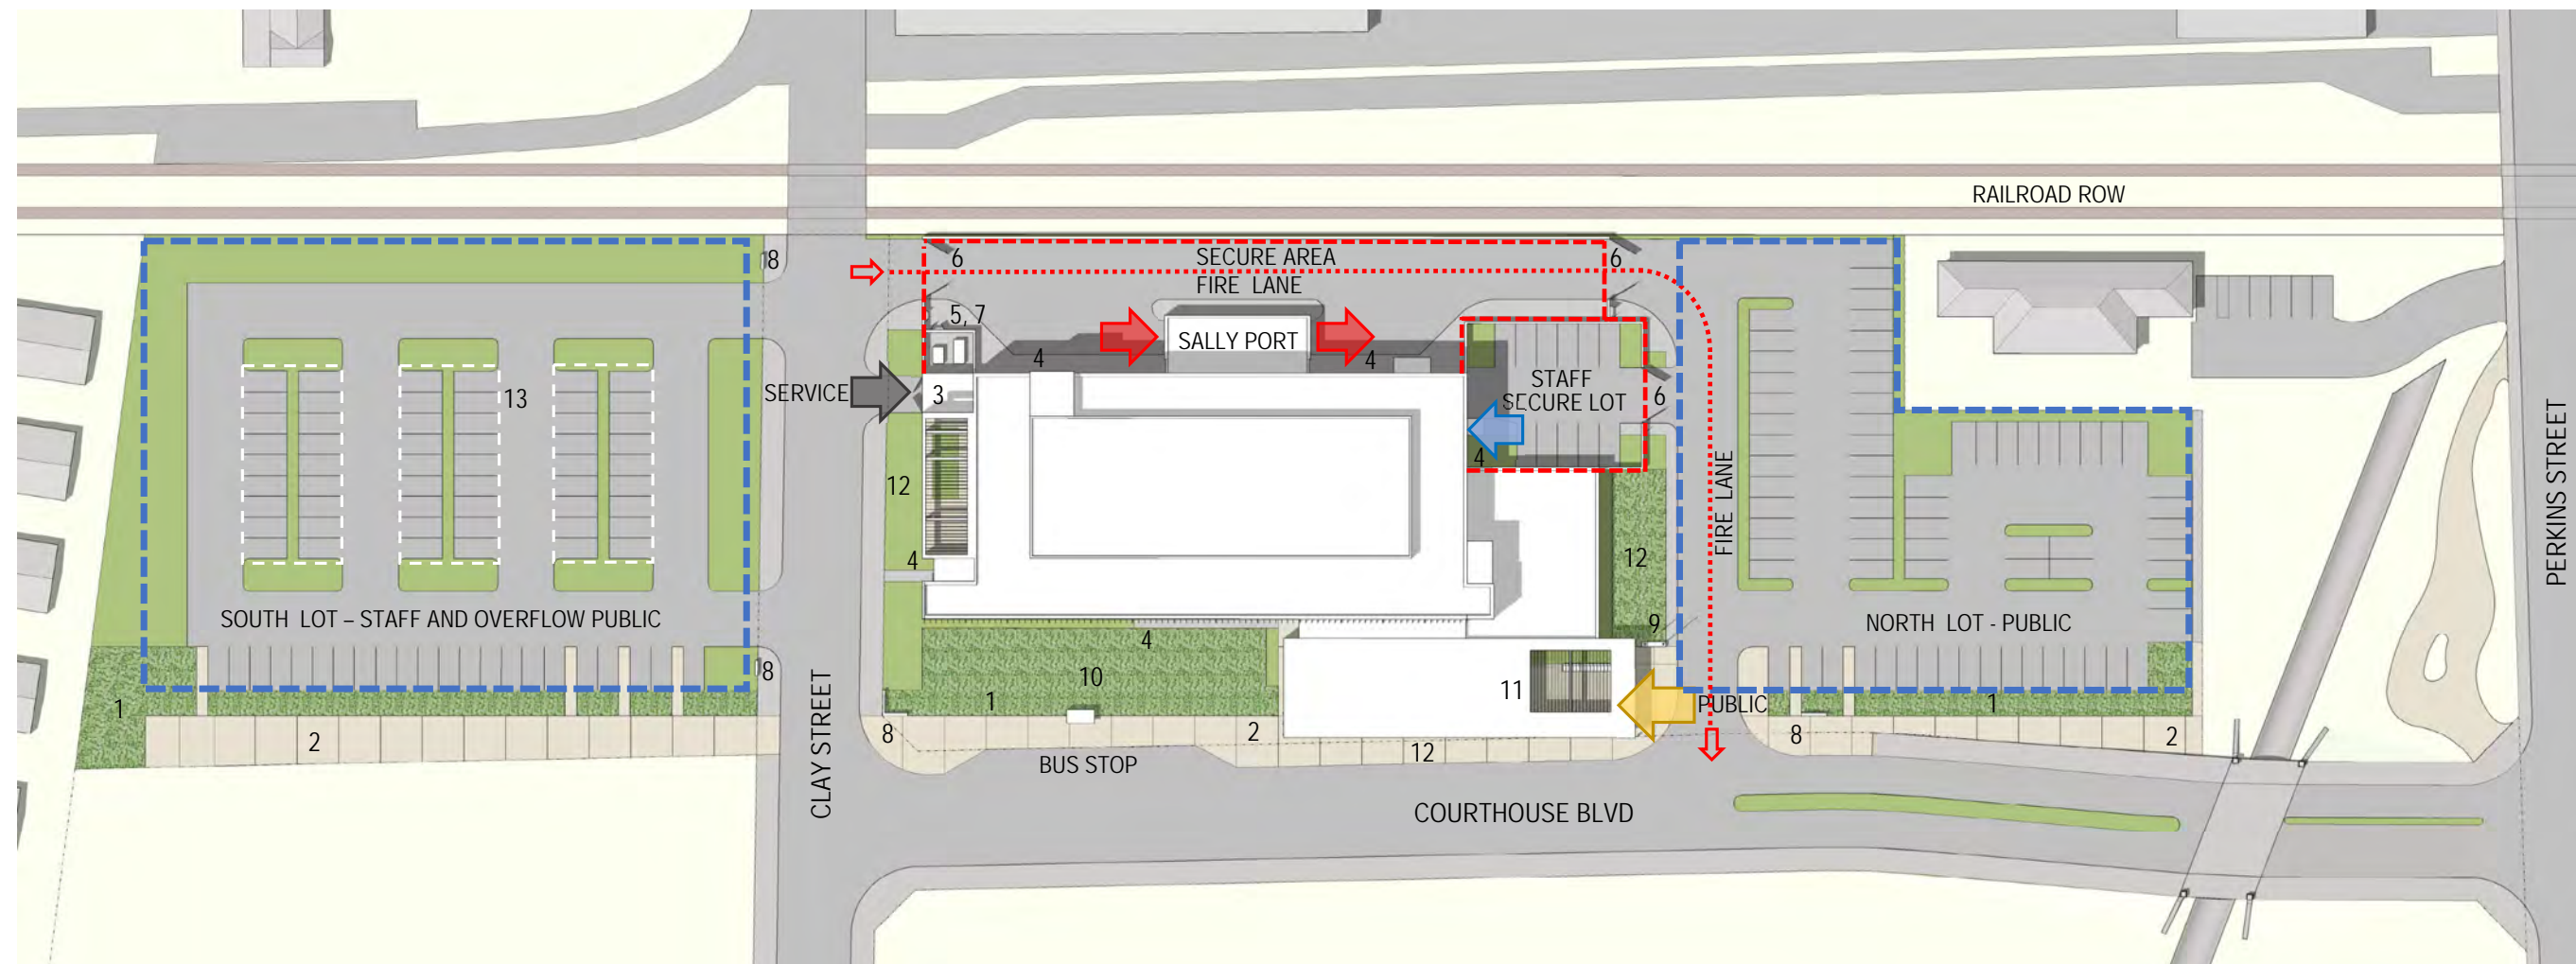 RAILROAD ROW
8
6
SECURE AREA
6
FIRE LANE
5, 7
SALLY PORT
4
4
STAFF
SECURE LOT
SERVICE
3
13
6
4
12
FIRE LANE
12
4
SOUTH LOT – STAFF AND OVERFLOW PUBLIC
NORTH LOT - PUBLIC
9
4
8
10
11
1
1
PUBLIC
1
2
8
2
12
8
2
BUS STOP
CLAY STREET
COURTHOUSE BLVD
PERKINS STREET